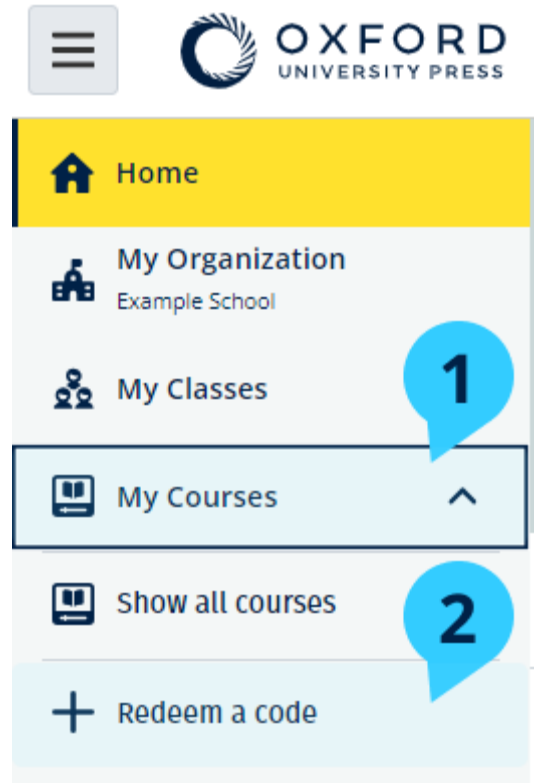 OXFORD
UNIVERSITY PRESS
Home
My Organization
Example School
1
My Classes
My Courses
2
Show all courses
Redeem a code